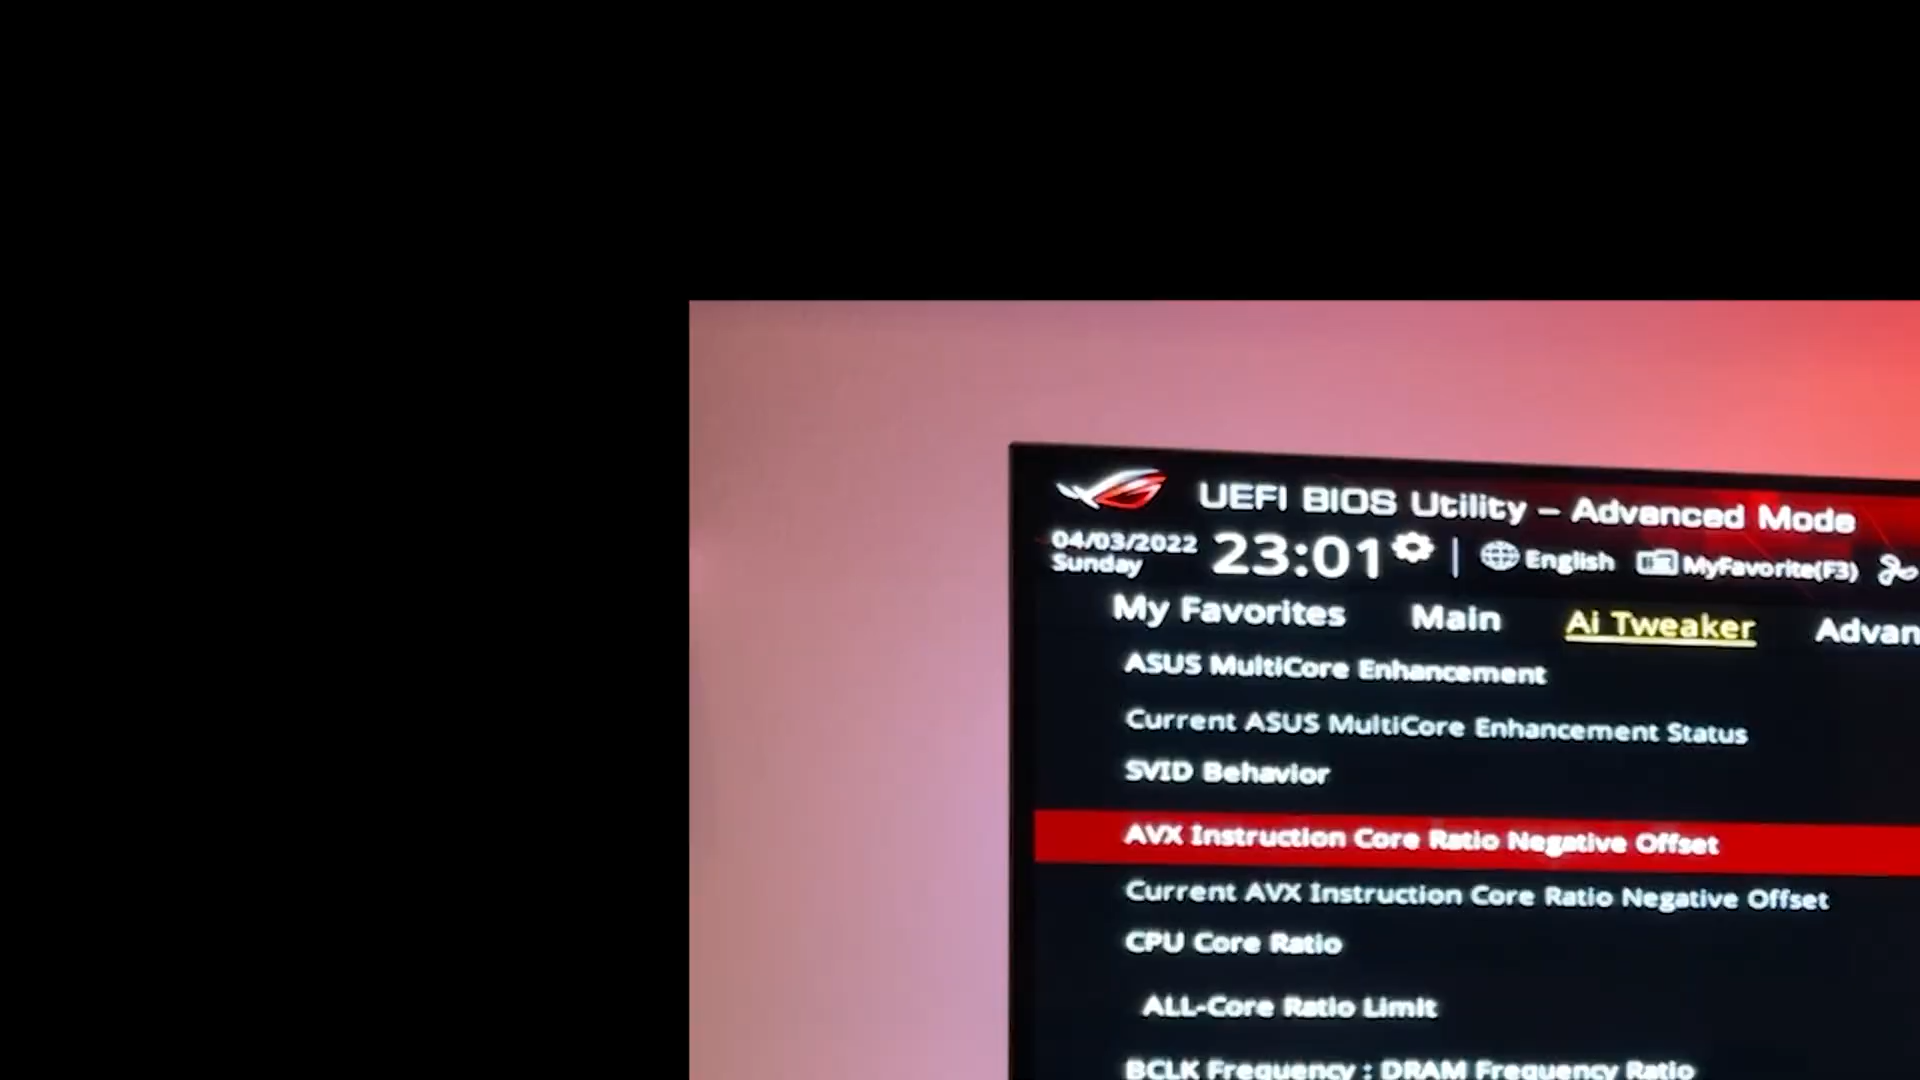 UEFI BIOS Utility – Advanced Mode
04/03/2022
Sunday
23:01
English
MyFavorite(F3)
My Favorites
Main
Ai Tweaker
Advan
ASUS MultiCore Enhancement
Current ASUS MultiCore Enhancement Status
SVID Behavior
AVX Instruction Core Ratio Negative Offset
Current AVX Instruction Core Ratio Negative Offset
CPU Core Ratio
ALL-Core Ratio Limit
BCLK Frequency : DRAM Frequency Ratio